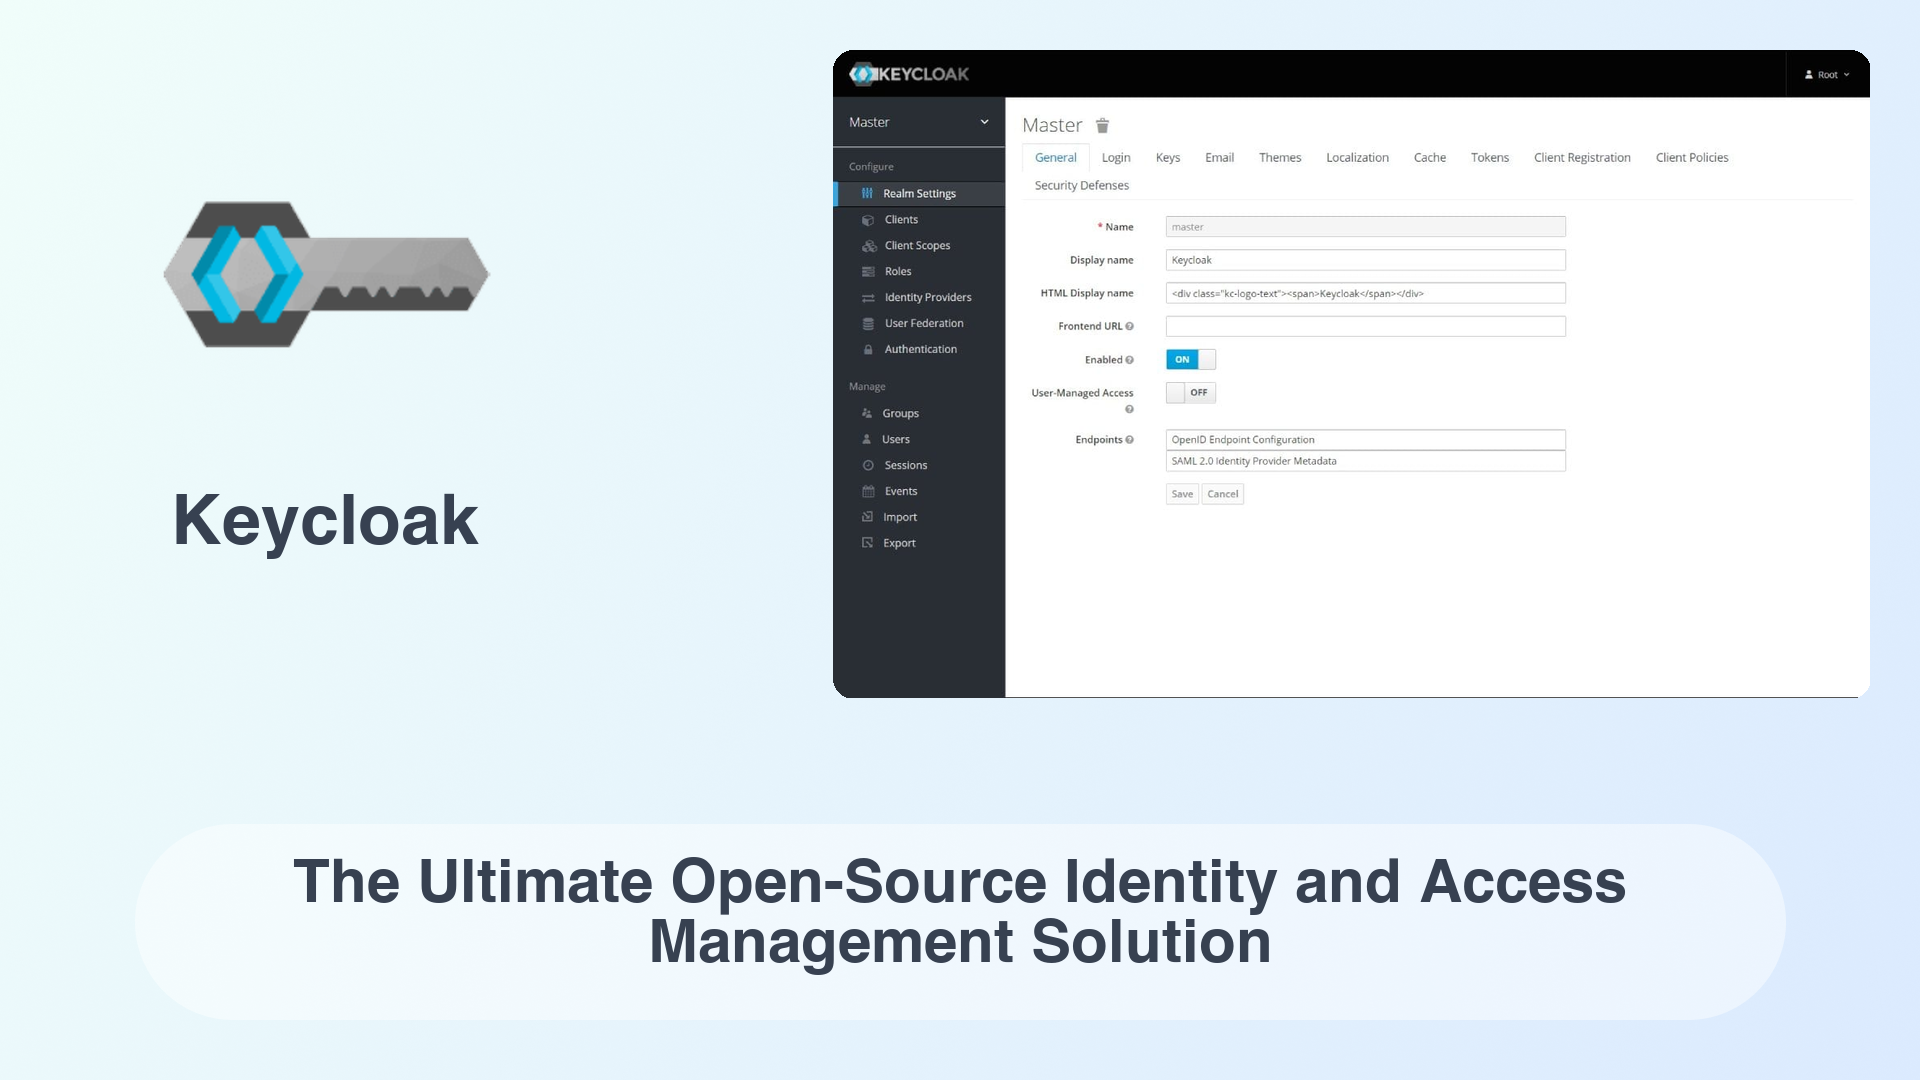 Keycloak
KEYCLOAK
Root
Master
Configure
Realm Settings
Clients
Client Scopes
Roles
Identity Providers
User Federation
Authentication
Manage
Groups
Users
Sessions
Events
Import
Export
Master
General Login Keys Email Themes Localization Cache Tokens Client Registration Client Policies
Security Defenses
* Name master
Display name Keycloak
HTML Display name <div class="kc-logo-text"><span>Keycloak</span></div>
Frontend URL
Enabled ON
User-Managed Access OFF
Endpoints OpenID Endpoint Configuration
SAML 2.0 Identity Provider Metadata
Save Cancel
The Ultimate Open-Source Identity and Access
Management Solution